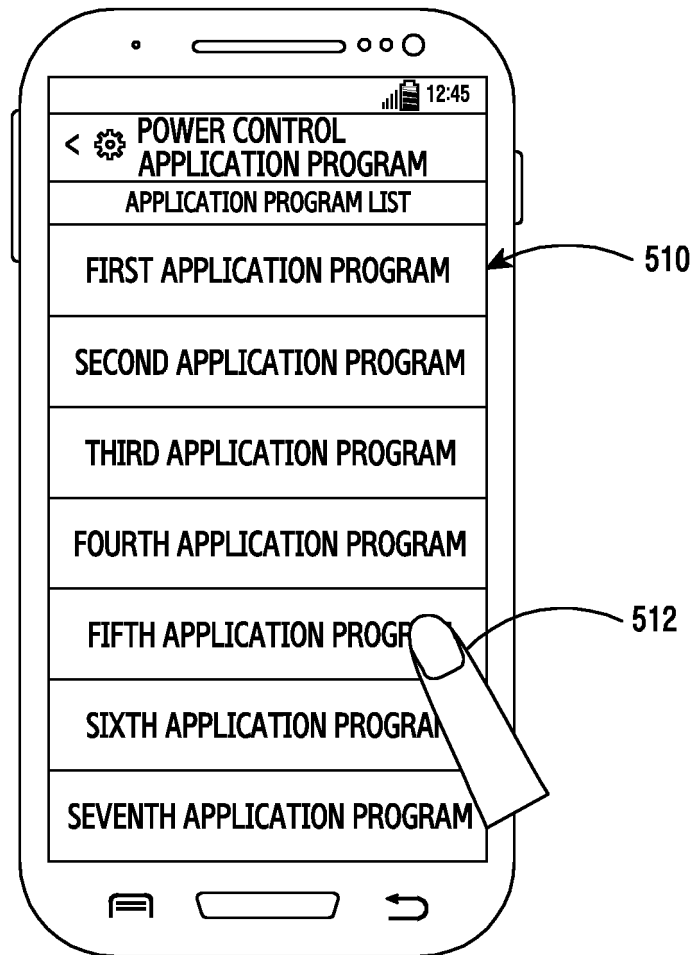 12:45
< POWER CONTROL
APPLICATION PROGRAM
APPLICATION PROGRAM LIST
FIRST APPLICATION PROGRAM
510
SECOND APPLICATION PROGRAM
THIRD APPLICATION PROGRAM
FOURTH APPLICATION PROGRAM
FIFTH APPLICATION
512
SIXTH APPLICATION
SEVENTH APPLICATION PROGRAM